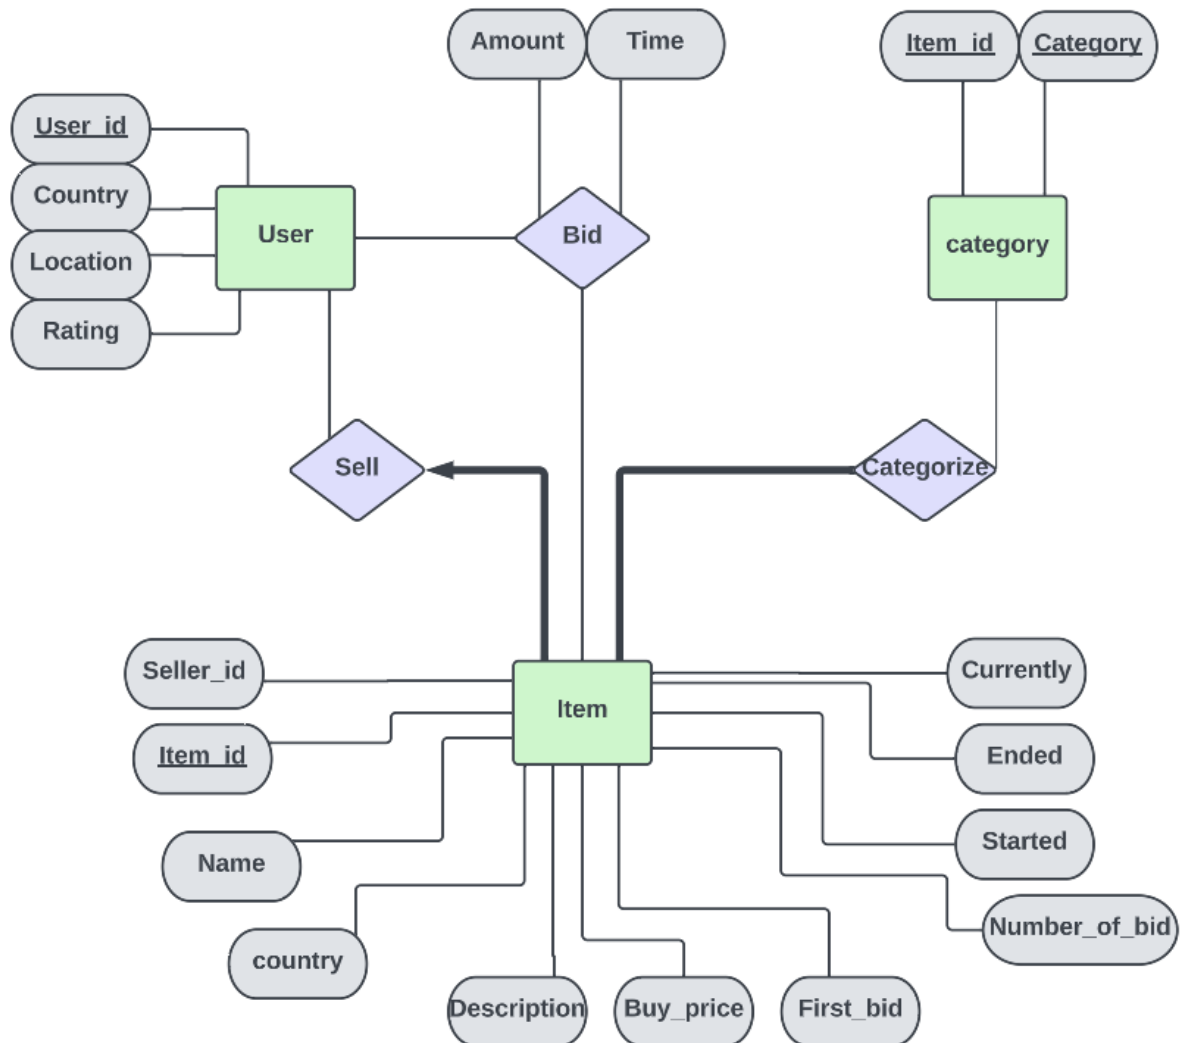 Amount
Time
Item_id
Category
User_id
Country
Location
Rating
User
Bid
category
Sell
Categorize
Seller_id
Item_id
Name
country
Item
Currently
Ended
Started
Number_of_bid
Description
Buy_price
First_bid